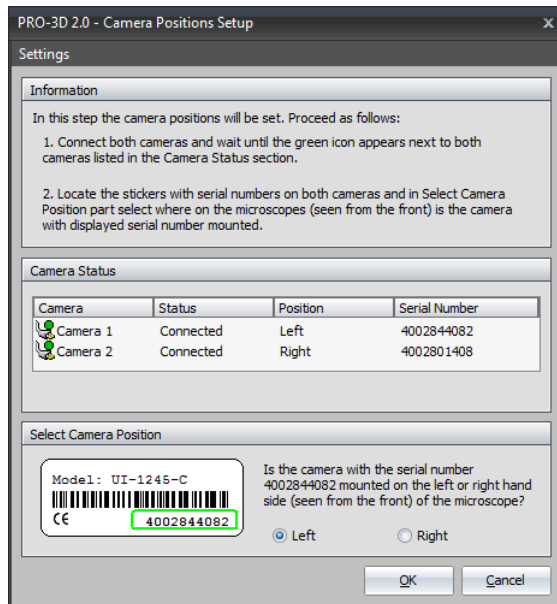 PRO-3D 2.0 - Camera Positions Setup
x
Settings
Information
In this step the camera positions will be set. Proceed as follows:
1. Connect both cameras and wait until the green icon appears next to both
cameras listed in the Camera Status section.
2. Locate the stickers with serial numbers on both cameras and in Select Camera
Position part select where on the microscopes (seen from the front) is the camera
with displayed serial number mounted.
Camera Status
Camera Status Position Serial Number
Camera 1 Connected Left 4002844082
Camera 2 Connected Right 4002801408
Select Camera Position
Model: UI-1245-C
CE 4002844082
Is the camera with the serial number
4002844082 mounted on the left or right hand
side (seen from the front) of the microscope?
Left Right
OK Cancel